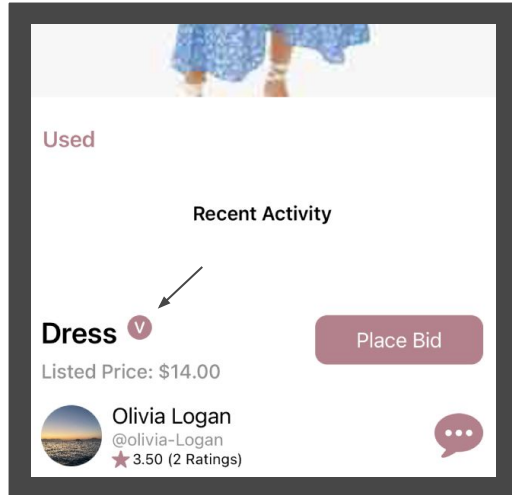 Used
Recent Activity
Dress V
Place Bid
Listed Price: $14.00
Olivia Logan
@olivia-Logan
3.50 (2 Ratings)